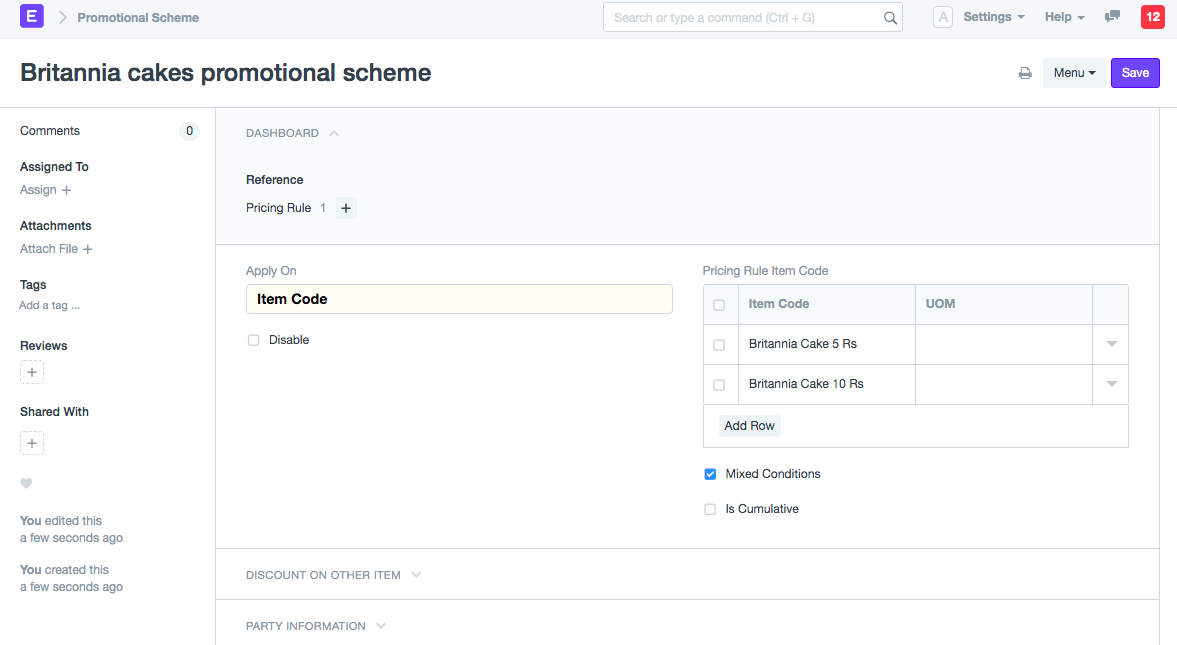 E
Promotional Scheme
Search or type a command (Ctrl + G)
A
Settings
Help
12
Britannia cakes promotional scheme
Menu
Save
Comments 0
Assigned To
Assign +
Attachments
Attach File +
Tags
Add a tag ...
Reviews
+
Shared With
+
You edited this
a few seconds ago
You created this
a few seconds ago
DASHBOARD
Reference
Pricing Rule 1 +
Apply On
Item Code
Disable
Pricing Rule Item Code
Item Code UOM
Britannia Cake 5 Rs
Britannia Cake 10 Rs
Add Row
Mixed Conditions
Is Cumulative
DISCOUNT ON OTHER ITEM
PARTY INFORMATION